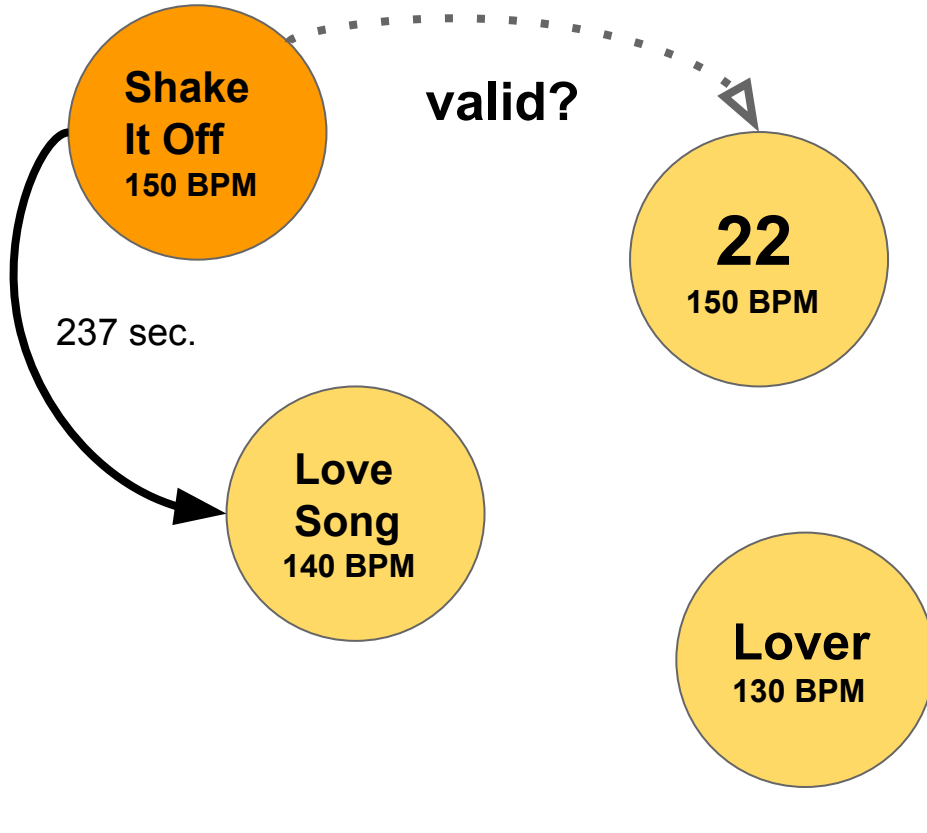 Shake
It Off
150 BPM
valid?
22
150 BPM
237 sec.
Love
Song
140 BPM
Lover
130 BPM